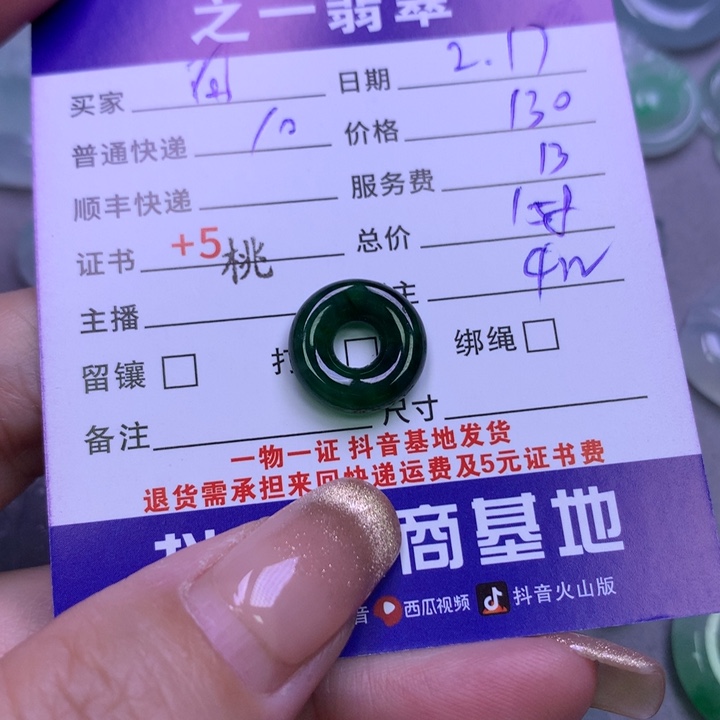 之一翡翠
买家 日期 2.17
普通快递 10 价格 130
顺丰快递 服务费 13
证书 +5 桃 总价
主播 主
留镶 打 绑绳
备注 尺寸
一物一证 抖音基地发货
退货需承担来回快递运费及5元证书费
抖 商基地
音 西瓜视频 抖音火山版